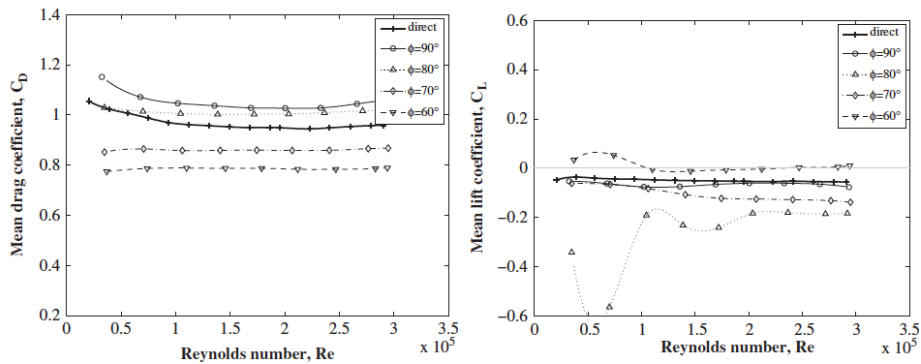 1.4
1.2
1
0.8
0.6
0.4
0.2
Mean drag coefficient, C_D
0 0.5 1 1.5 2 2.5 3 3.5
x 10^5
Reynolds number, Re
direct
ϕ=90°
ϕ=80°
ϕ=70°
ϕ=60°
0.6
0.4
0.2
0
-0.2
-0.4
-0.6
Mean lift coefficient, C_L
0 0.5 1 1.5 2 2.5 3 3.5
x 10^5
Reynolds number, Re
direct
ϕ=90°
ϕ=80°
ϕ=70°
ϕ=60°